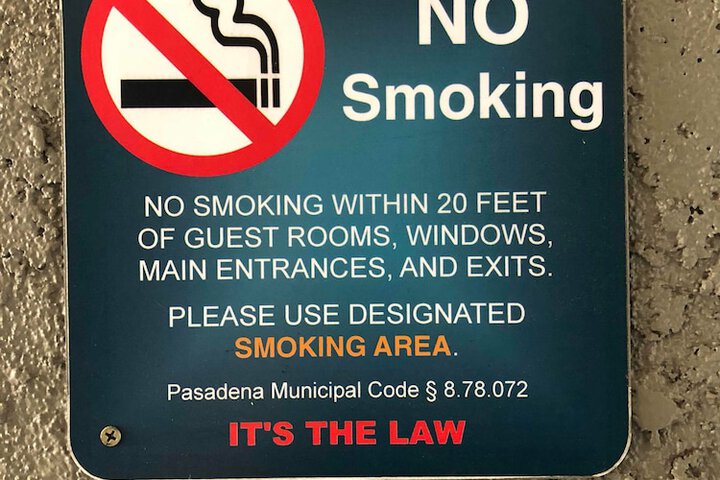 NO
Smoking
NO SMOKING WITHIN 20 FEET
OF GUEST ROOMS, WINDOWS,
MAIN ENTRANCES, AND EXITS.
PLEASE USE DESIGNATED
SMOKING AREA.
Pasadena Municipal Code § 8.78.072
IT'S THE LAW